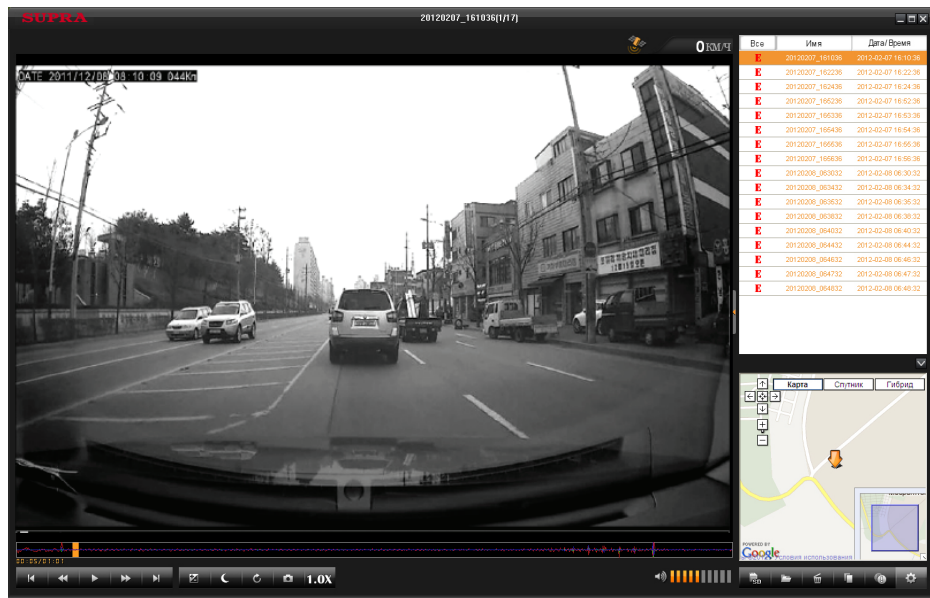 SUPRA
20120207_161036(1/17)
0 КМ/Ч
DATE 2011/12/06 08:10 09 044Km
Все Имя Дата/Время
E 20120207_161036 2012-02-07 16:10:36
E 20120207_162236 2012-02-07 16:22:36
E 20120207_162436 2012-02-07 16:24:36
E 20120207_165236 2012-02-07 16:52:36
E 20120207_165336 2012-02-07 16:53:36
E 20120207_165436 2012-02-07 16:54:36
E 20120207_165536 2012-02-07 16:55:36
E 20120207_165636 2012-02-07 16:56:36
E 20120208_063032 2012-02-08 06:30:32
E 20120208_063432 2012-02-08 06:34:32
E 20120208_063532 2012-02-08 06:35:32
E 20120208_063832 2012-02-08 06:38:32
E 20120208_064032 2012-02-08 06:40:32
E 20120208_064432 2012-02-08 06:44:32
E 20120208_064632 2012-02-08 06:46:32
E 20120208_064732 2012-02-08 06:47:32
E 20120208_064832 2012-02-08 06:48:32
Карта Спутник Гибрид
POWERED BY
Google
Условия использования
00:05/01:01
1.0X
SD